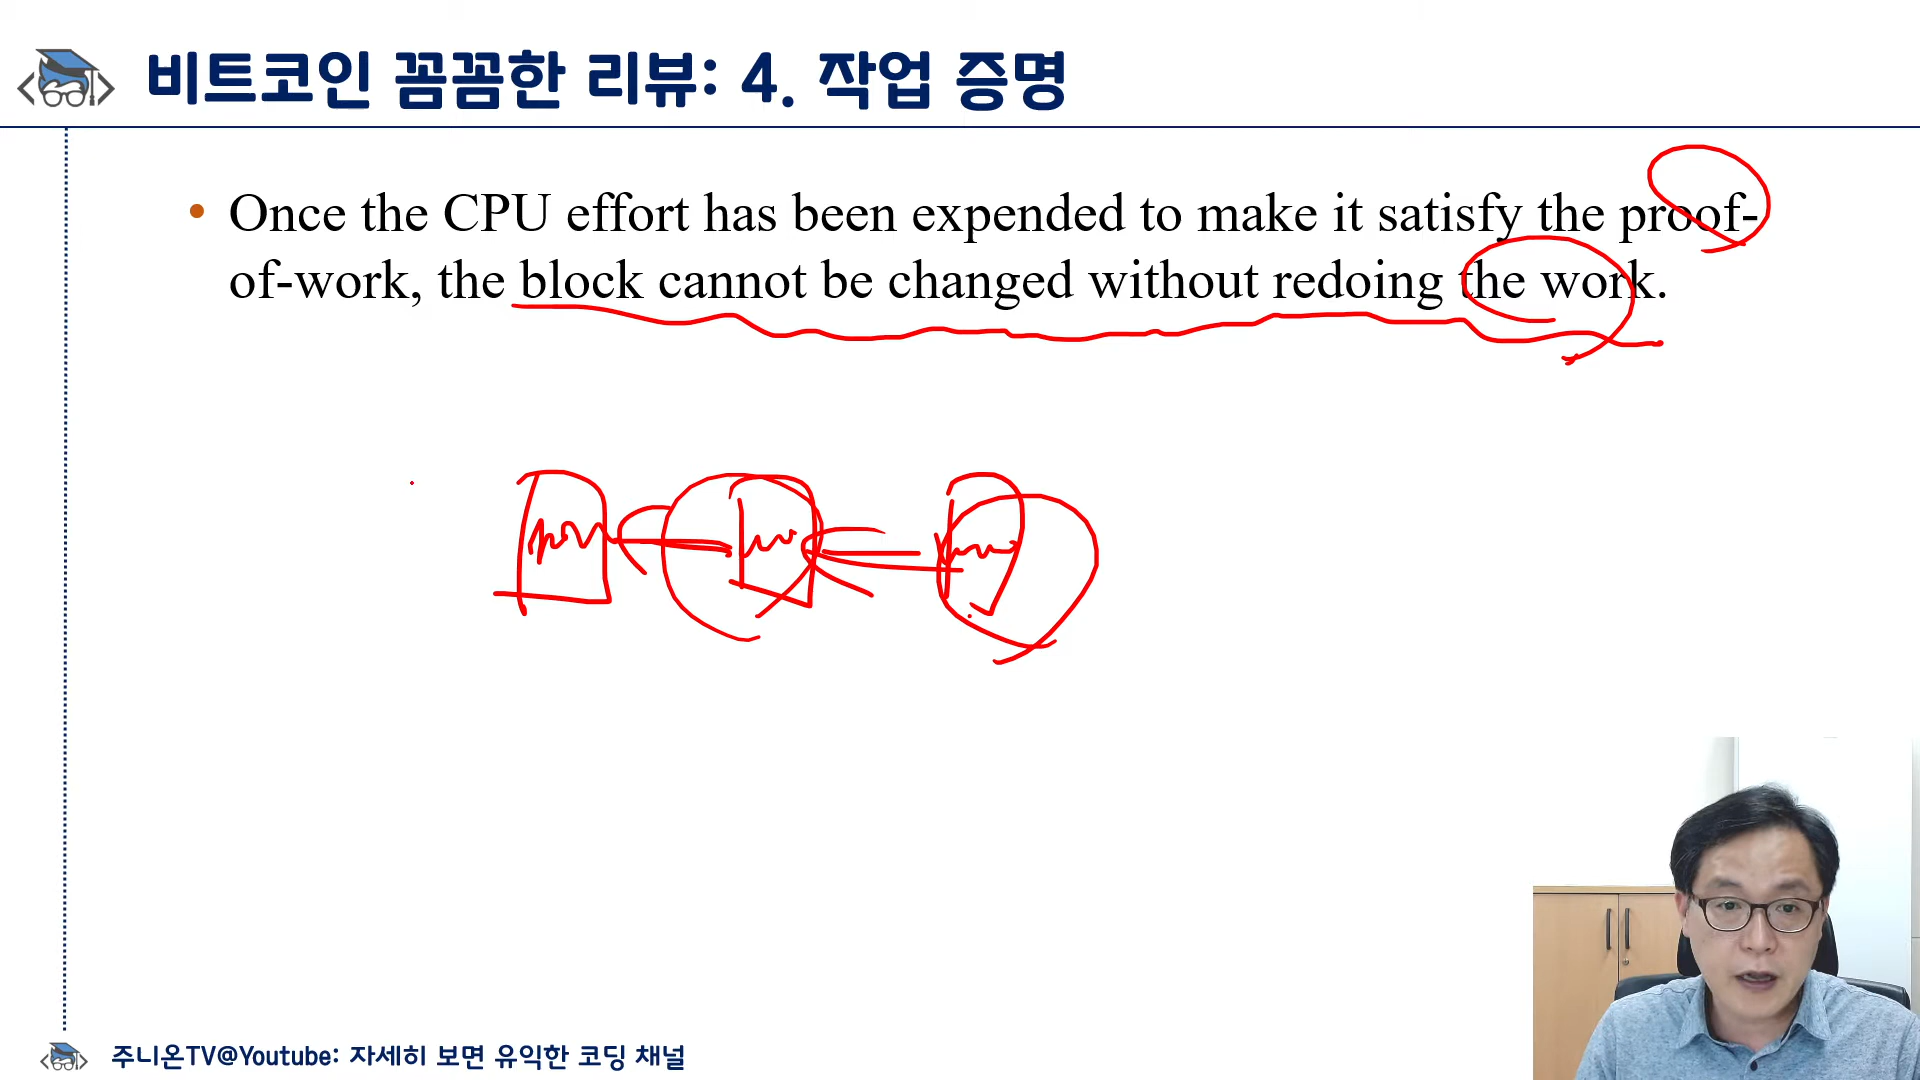 비트코인 꼼꼼한 리뷰: 4. 작업 증명
• Once the CPU effort has been expended to make it satisfy the proof-
of-work, the block cannot be changed without redoing the work.
주니온TV@Youtube: 자세히 보면 유익한 코딩 채널